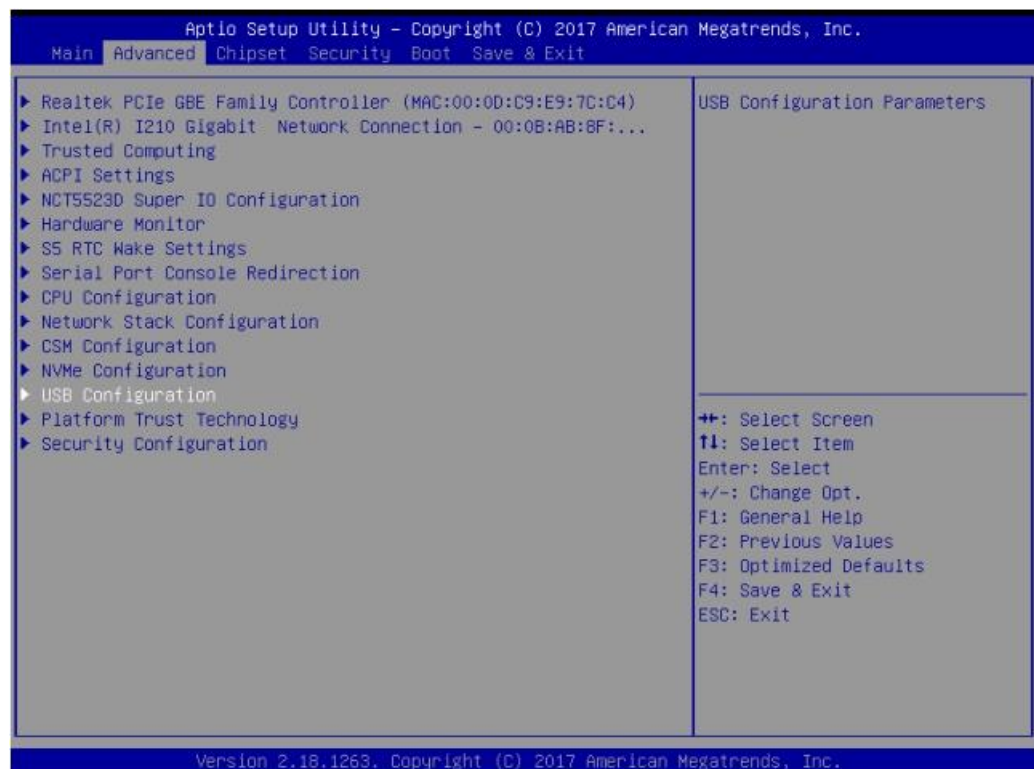 Aptio Setup Utility – Copyright (C) 2017 American Megatrends, Inc.
Main Advanced Chipset Security Boot Save & Exit
▶ Realtek PCIe GBE Family Controller (MAC:00:0D:C9:E9:7C:C4)
▶ Intel(R) I210 Gigabit  Network Connection – 00:0B:AB:8F:...
▶ Trusted Computing
▶ ACPI Settings
▶ NCT5523D Super IO Configuration
▶ Hardware Monitor
▶ S5 RTC Wake Settings
▶ Serial Port Console Redirection
▶ CPU Configuration
▶ Network Stack Configuration
▶ CSM Configuration
▶ NVMe Configuration
▶ USB Configuration
▶ Platform Trust Technology
▶ Security Configuration
USB Configuration Parameters
→←: Select Screen
↑↓: Select Item
Enter: Select
+/-: Change Opt.
F1: General Help
F2: Previous Values
F3: Optimized Defaults
F4: Save & Exit
ESC: Exit
Version 2.18.1263. Copyright (C) 2017 American Megatrends, Inc.